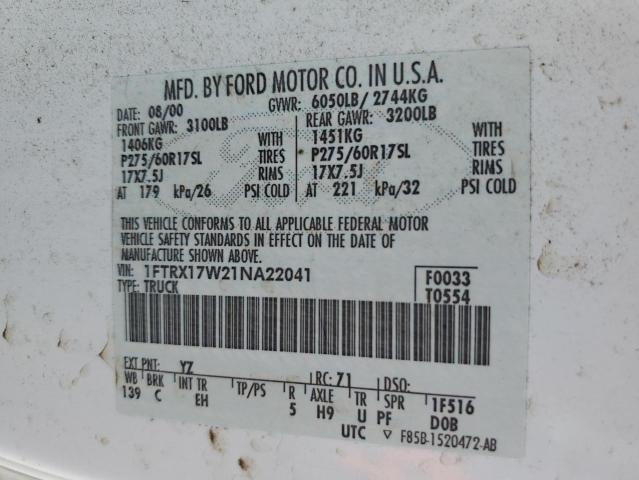 MFD. BY FORD MOTOR CO. IN U.S.A.
DATE: 08/00 GVWR: 6050LB/ 2744KG
FRONT GAWR: 3100LB REAR GAWR: 3200LB
1406KG WITH 1451KG WITH
P275/60R17SL TIRES P275/60R17SL TIRES
17X7.5J RIMS 17X7.5J RIMS
AT 179 kPa/26 PSI COLD AT 221 kPa/32 PSI COLD
THIS VEHICLE CONFORMS TO ALL APPLICABLE FEDERAL MOTOR
VEHICLE SAFETY STANDARDS IN EFFECT ON THE DATE OF
MANUFACTURE SHOWN ABOVE.
VIN: 1FTRX17W21NA22041 F0033
TYPE: TRUCK T0554
EXT PNT: YZ RC: 71 DSO:
WB BRK INT TR TP/PS R AXLE TR SPR 1F516
139 C EH 5 H9 U PF DOB
UTC ▽ F85B-1520472-AB